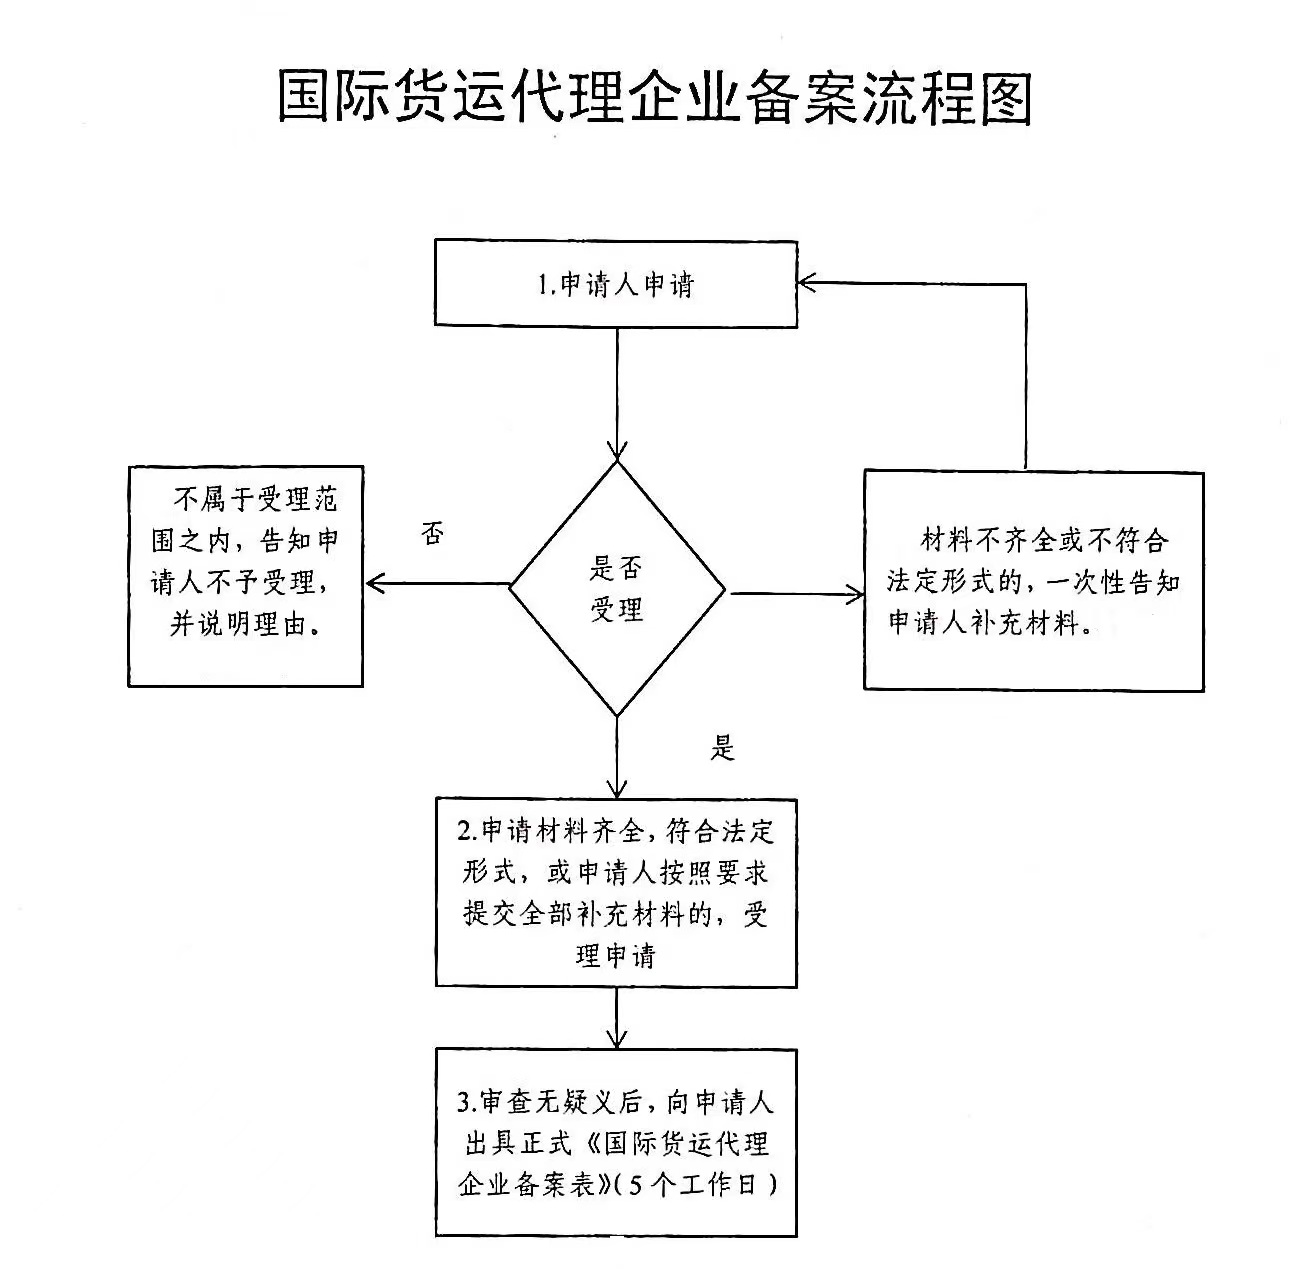 国际货运代理企业备案流程图
1.申请人申请
不属于受理范
围之内，告知申
请人不予受理，
并说明理由。
否
是否
受理
材料不齐全或不符合
法定形式的，一次性告知
申请人补充材料。
是
2.申请材料齐全，符合法定
形式，或申请人按照要求
提交全部补充材料的，受
理申请
3.审查无疑义后，向申请人
出具正式《国际货运代理
企业备案表》（5个工作日）